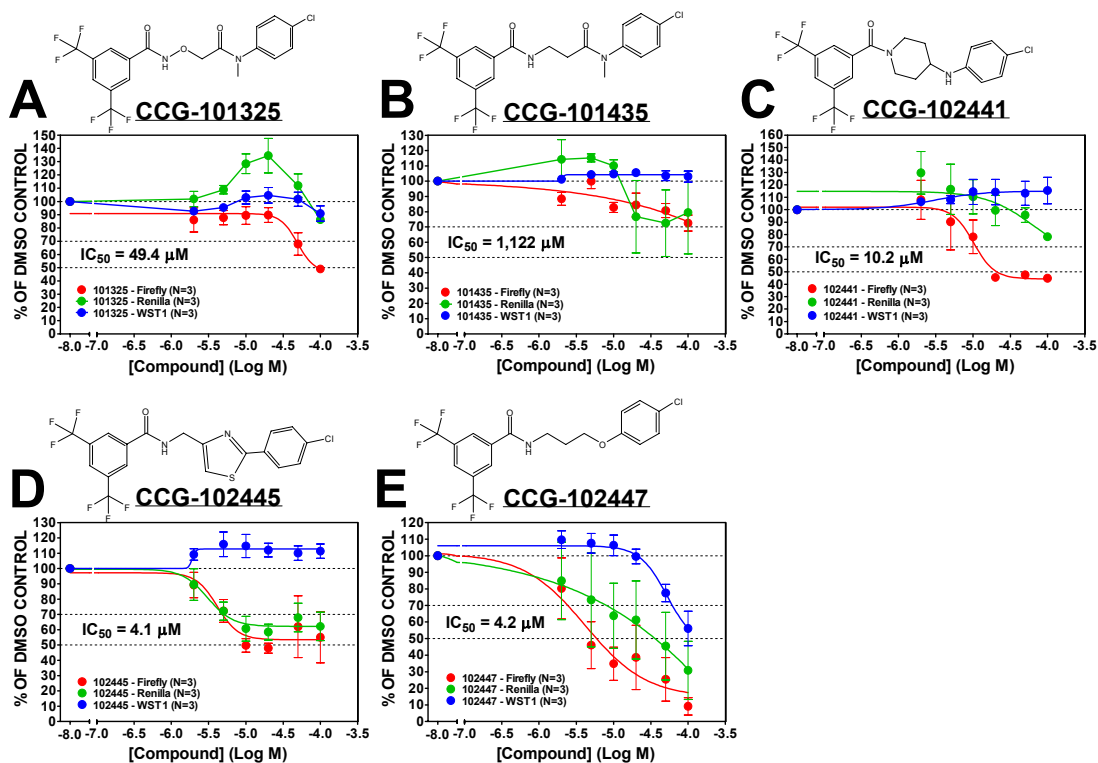 A
CCG-101325
% OF DMSO CONTROL
150
140
130
120
110
100
90
80
70
60
50
40
30
20
10
0
IC50 = 49.4 µM
101325 - Firefly (N=3)
101325 - Renilla (N=3)
101325 - WST1 (N=3)
-8.0 -7.0 -6.0 -5.5 -5.0 -4.5 -4.0 -3.5
[Compound] (Log M)
B
CCG-101435
% OF DMSO CONTROL
130
120
110
100
90
80
70
60
50
40
30
20
10
0
IC50 = 1,122 µM
101435 - Firefly (N=3)
101435 - Renilla (N=3)
101435 - WST1 (N=3)
-8.0 -7.0 -6.0 -5.5 -5.0 -4.5 -4.0 -3.5
[Compound] (Log M)
C
CCG-102441
% OF DMSO CONTROL
160
150
140
130
120
110
100
90
80
70
60
50
40
30
20
10
0
IC50 = 10.2 µM
102441 - Firefly (N=3)
102441 - Renilla (N=3)
102441 - WST1 (N=3)
-8.0 -7.0 -6.0 -5.5 -5.0 -4.5 -4.0 -3.5
[Compound] (Log M)
D
CCG-102445
% OF DMSO CONTROL
130
120
110
100
90
80
70
60
50
40
30
20
10
0
IC50 = 4.1 µM
102445 - Firefly (N=3)
102445 - Renilla (N=3)
102445 - WST1 (N=3)
-8.0 -7.0 -6.0 -5.5 -5.0 -4.5 -4.0 -3.5
[Compound] (Log M)
E
CCG-102447
% OF DMSO CONTROL
120
110
100
90
80
70
60
50
40
30
20
10
0
IC50 = 4.2 µM
102447 - Firefly (N=3)
102447 - Renilla (N=3)
102447 - WST1 (N=3)
-8.0 -7.0 -6.0 -5.5 -5.0 -4.5 -4.0 -3.5
[Compound] (Log M)